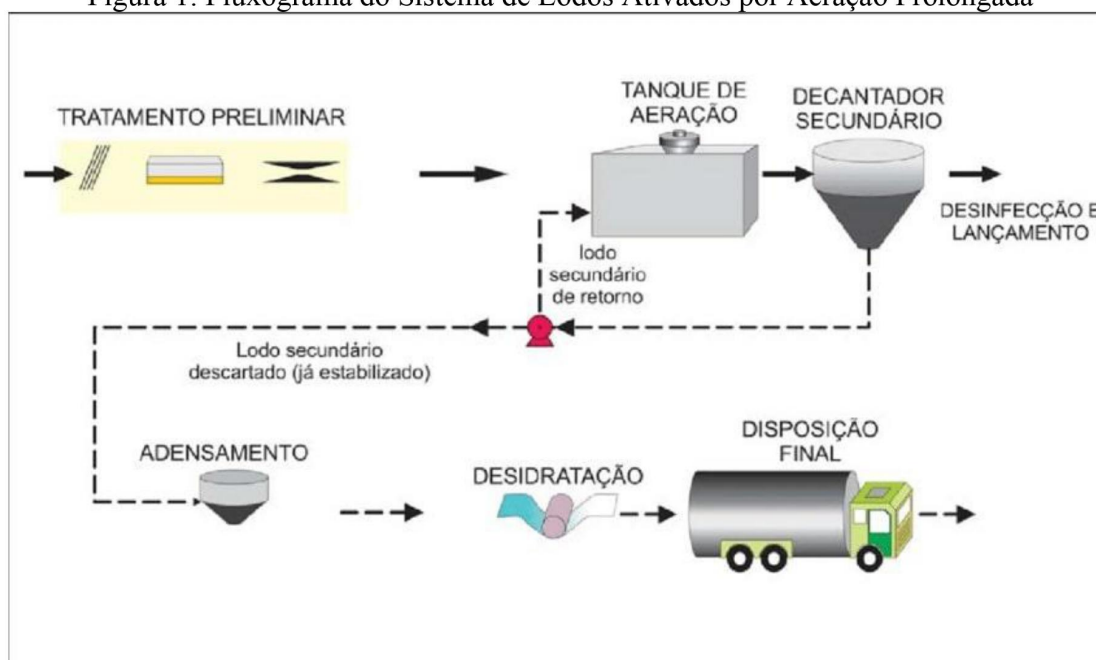 Figura 1: Fluxograma do Sistema de Lodos Ativados por Aeração Prolongada
TRATAMENTO PRELIMINAR
TANQUE DE
AERAÇÃO
DECANTADOR
SECUNDÁRIO
DESINFECÇÃO E
LANÇAMENTO
lodo
secundário
de retorno
Lodo secundário
descartado (já estabilizado)
ADENSAMENTO
DESIDRATAÇÃO
DISPOSIÇÃO
FINAL